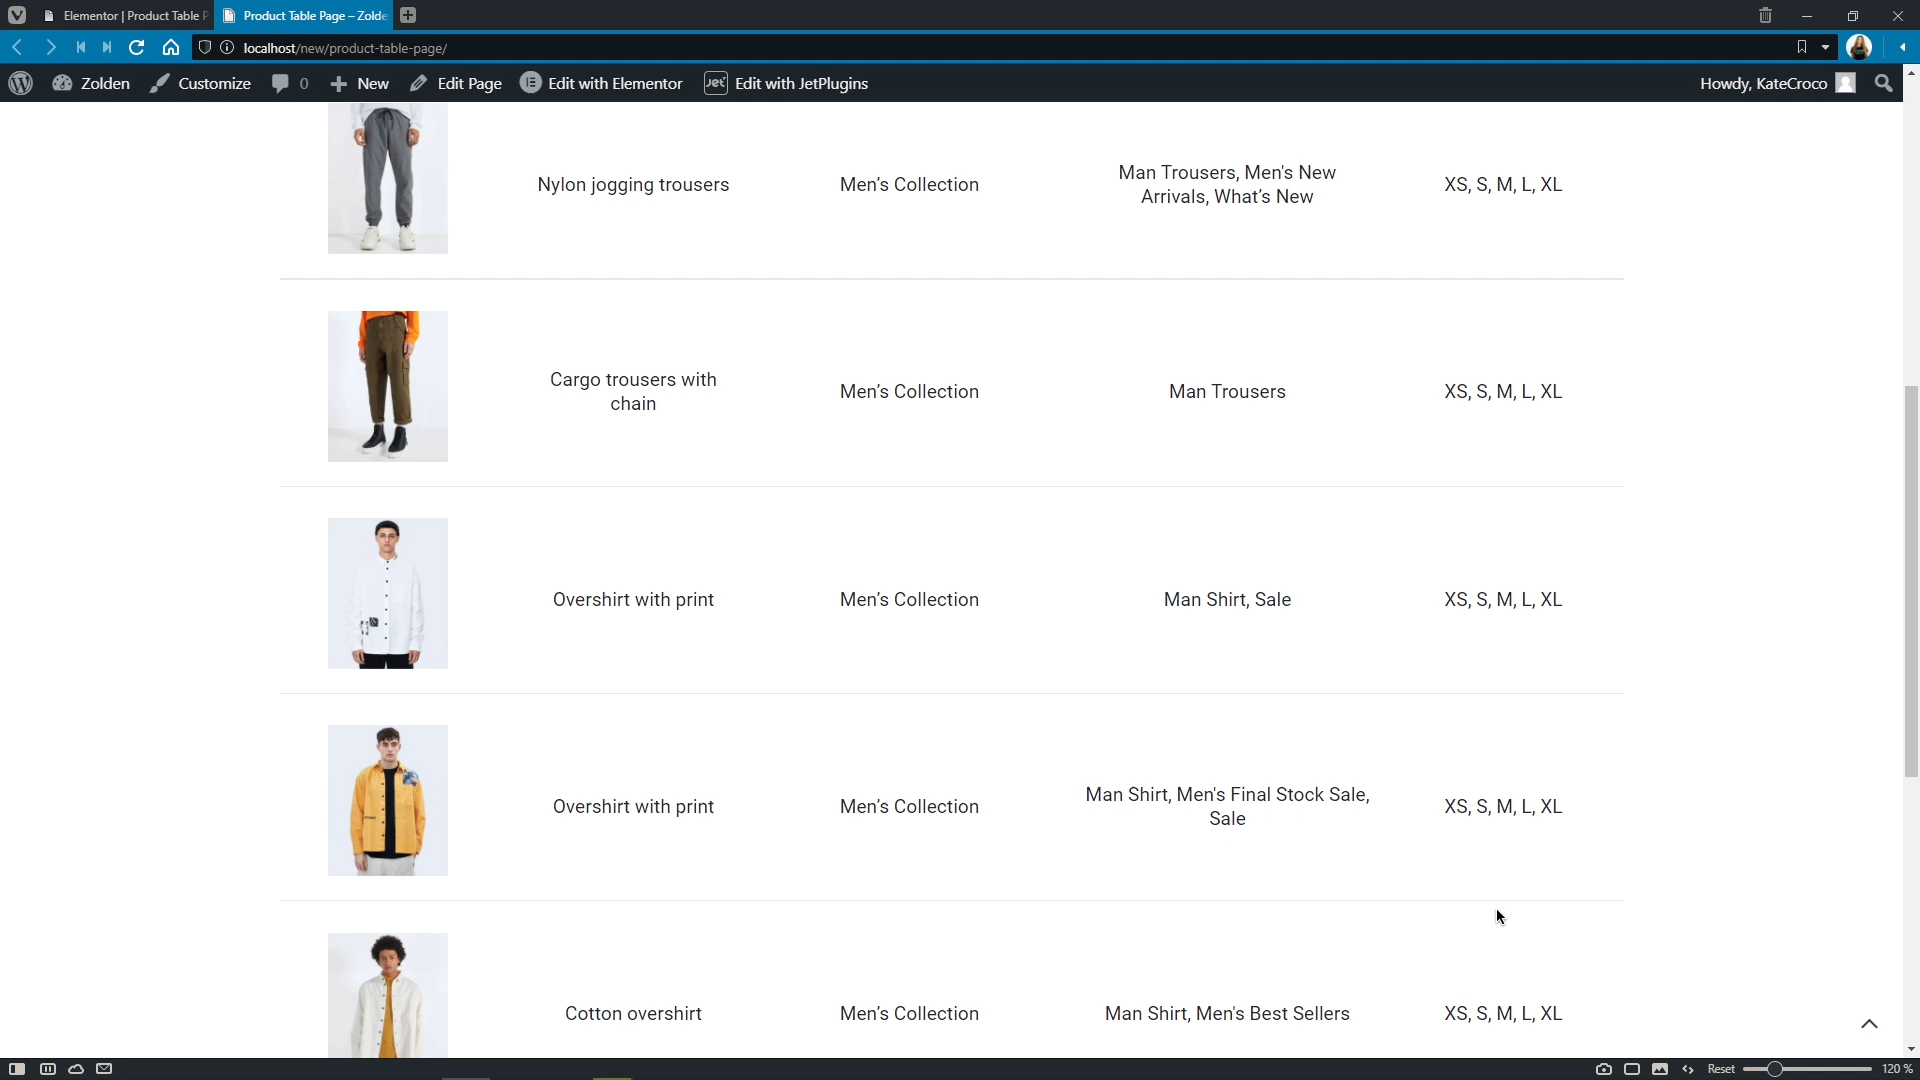 Elementor | Product Table P
Product Table Page – Zolde
localhost/new/product-table-page/
Zolden
Customize
0
New
Edit Page
Edit with Elementor
Jet
Edit with JetPlugins
Howdy, KateCroco
Nylon jogging trousers
Men’s Collection
Man Trousers, Men's New
Arrivals, What’s New
XS, S, M, L, XL
Cargo trousers with
chain
Men’s Collection
Man Trousers
XS, S, M, L, XL
Overshirt with print
Men’s Collection
Man Shirt, Sale
XS, S, M, L, XL
Overshirt with print
Men’s Collection
Man Shirt, Men's Final Stock Sale,
Sale
XS, S, M, L, XL
Cotton overshirt
Men’s Collection
Man Shirt, Men's Best Sellers
XS, S, M, L, XL
Reset
120 %